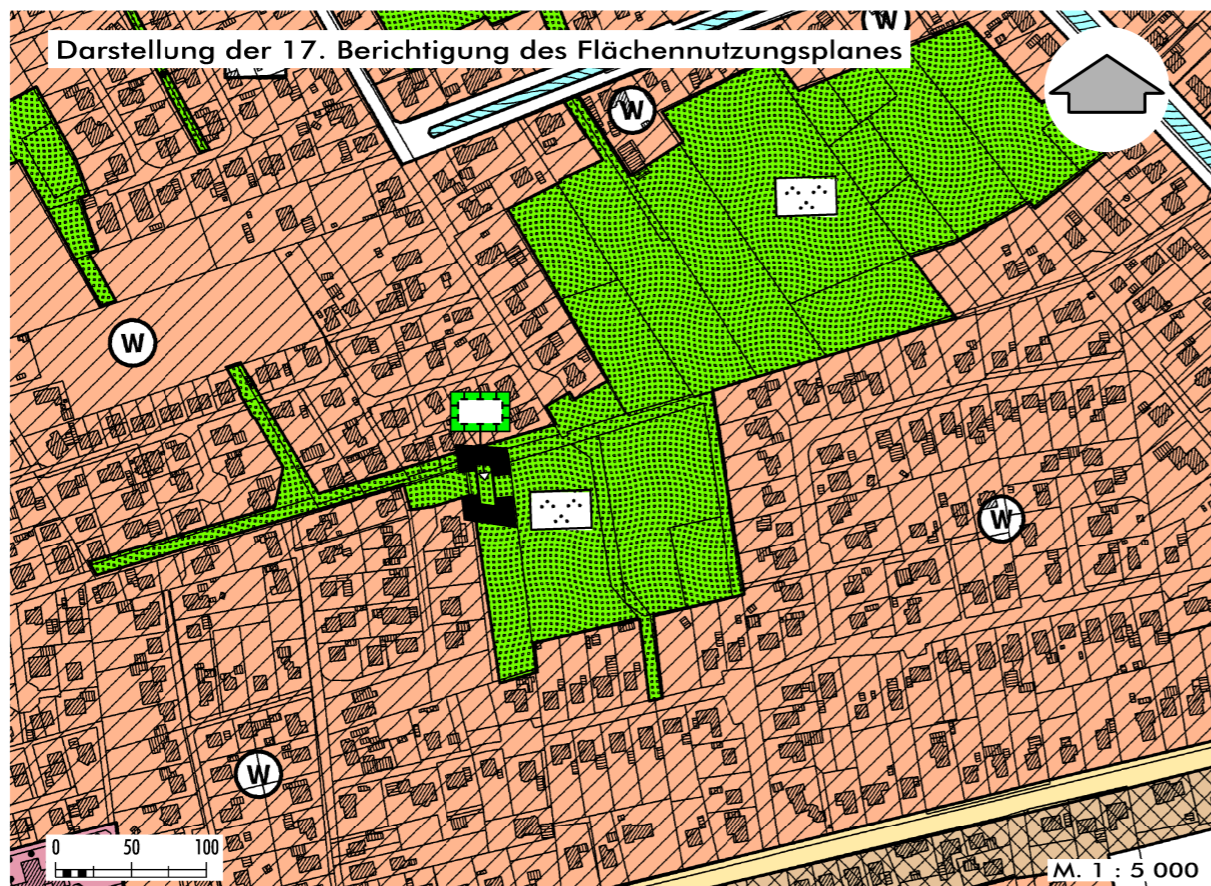 Darstellung der 17. Berichtigung des Flächennutzungsplanes
W
W
W
W
W
0 50 100
M. 1 : 5 000